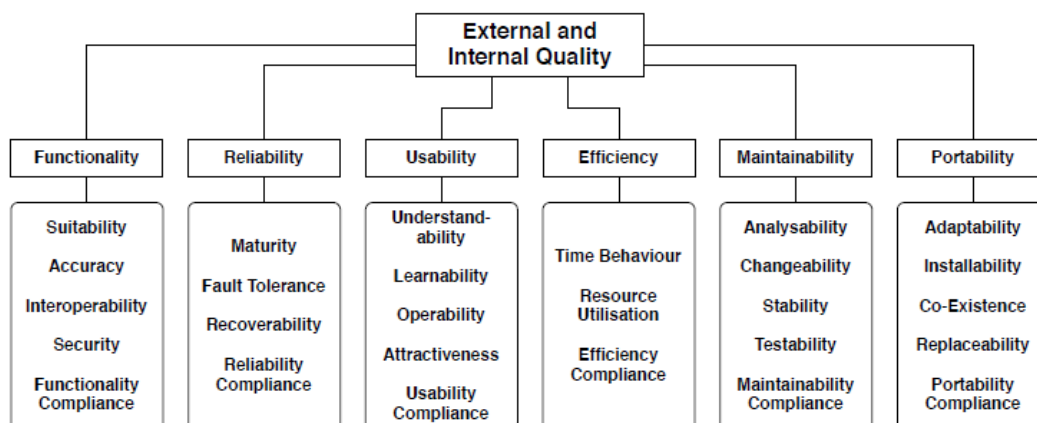 External and
Internal Quality
Functionality
Reliability
Usability
Efficiency
Maintainability
Portability
Suitability
Accuracy
Interoperability
Security
Functionality
Compliance
Maturity
Fault Tolerance
Recoverability
Reliability
Compliance
Understand-
ability
Learnability
Operability
Attractiveness
Usability
Compliance
Time Behaviour
Resource
Utilisation
Efficiency
Compliance
Analysability
Changeability
Stability
Testability
Maintainability
Compliance
Adaptability
Installability
Co-Existence
Replaceability
Portability
Compliance